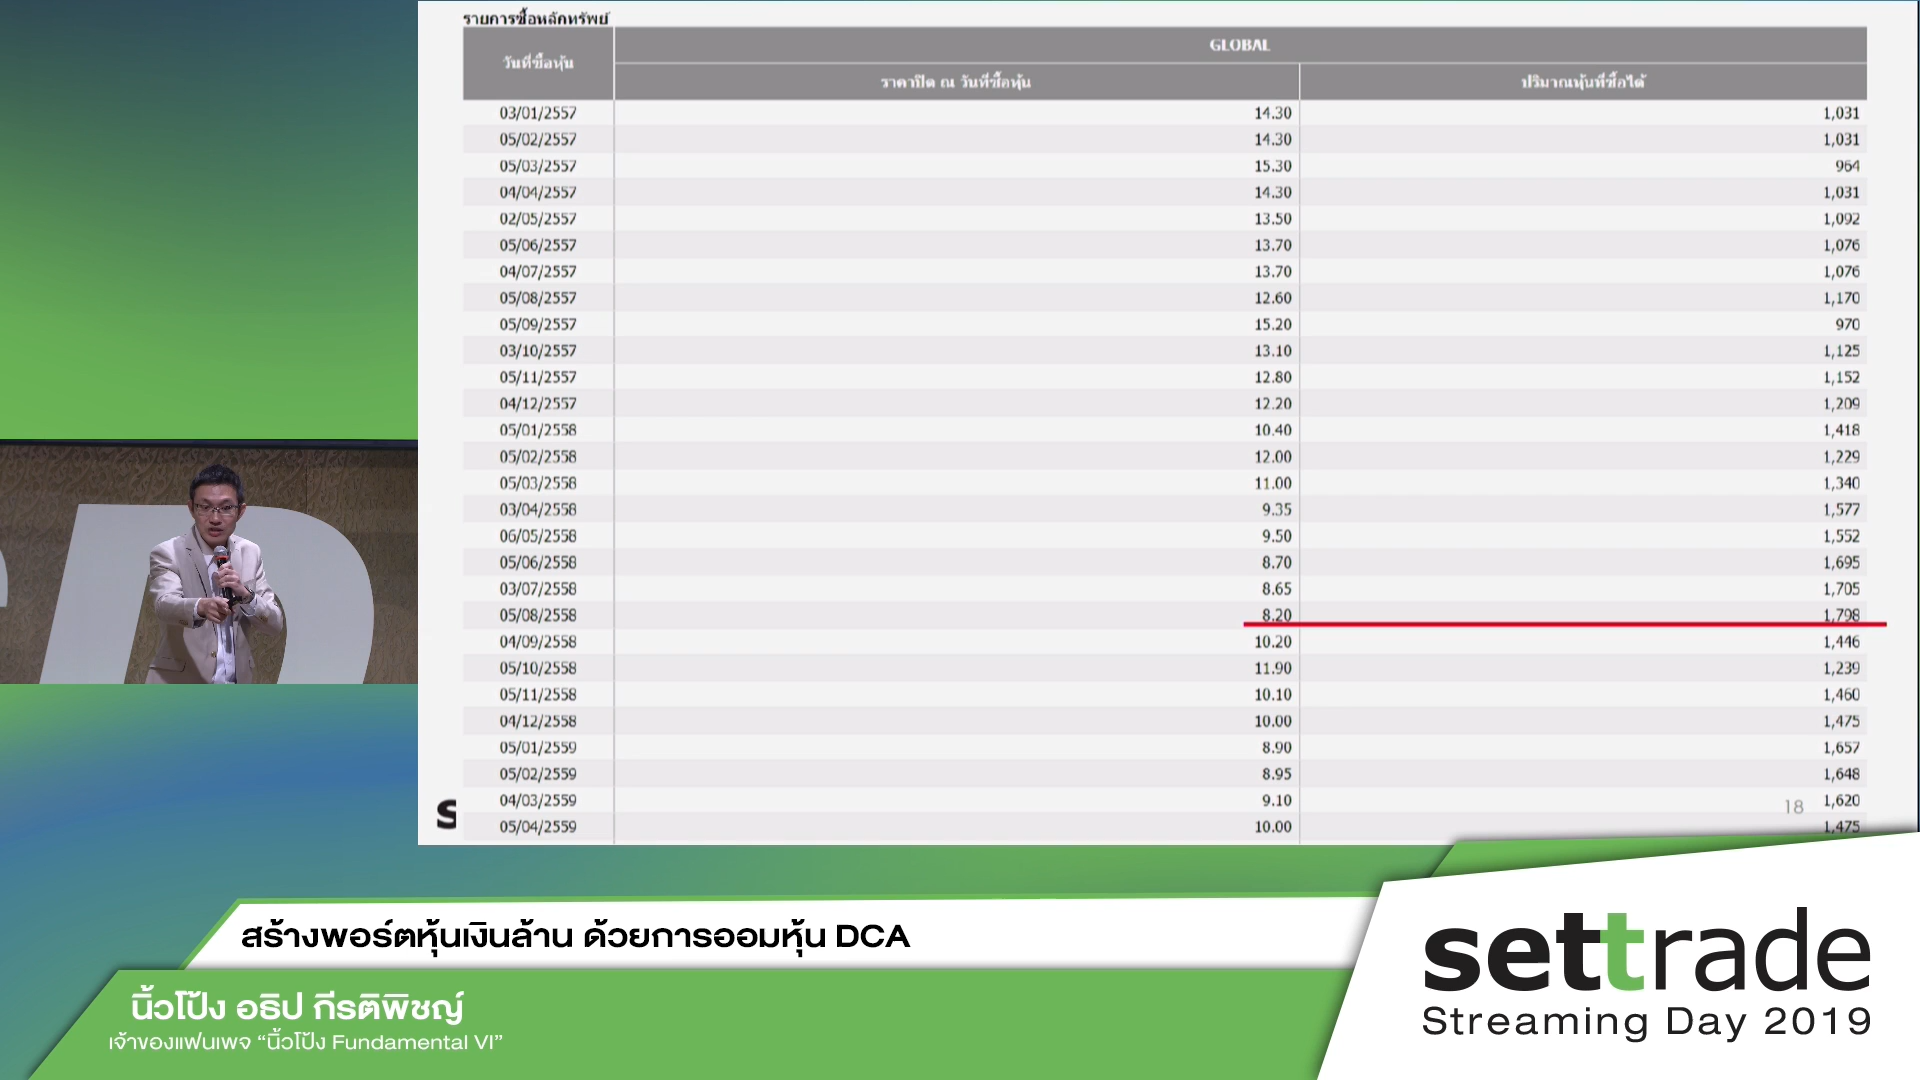 รายการซื้อหลักทรัพย์
วันที่ซื้อหุ้น GLOBAL
ราคาปิด ณ วันที่ซื้อหุ้น ปริมาณหุ้นที่ซื้อได้
03/01/2557 14.30 1,031
05/02/2557 14.30 1,031
05/03/2557 15.30 964
04/04/2557 14.30 1,031
02/05/2557 13.50 1,092
05/06/2557 13.70 1,076
04/07/2557 13.70 1,076
05/08/2557 12.60 1,170
05/09/2557 15.20 970
03/10/2557 13.10 1,125
05/11/2557 12.80 1,152
04/12/2557 12.20 1,209
05/01/2558 10.40 1,418
05/02/2558 12.00 1,229
05/03/2558 11.00 1,340
03/04/2558 9.35 1,577
06/05/2558 9.50 1,552
05/06/2558 8.70 1,695
03/07/2558 8.65 1,705
05/08/2558 8.20 1,798
04/09/2558 10.20 1,446
05/10/2558 11.90 1,239
05/11/2558 10.10 1,460
04/12/2558 10.00 1,475
05/01/2559 8.90 1,657
05/02/2559 8.95 1,648
04/03/2559 9.10 1,620
18
05/04/2559 10.00 1,475
สร้างพอร์ตหุ้นเงินล้าน ด้วยการออมหุ้น DCA
นิ้วโป้ง อธิป กีรติพิชญ์
เจ้าของแฟนเพจ “นิ้วโป้ง Fundamental VI”
settrade
Streaming Day 2019